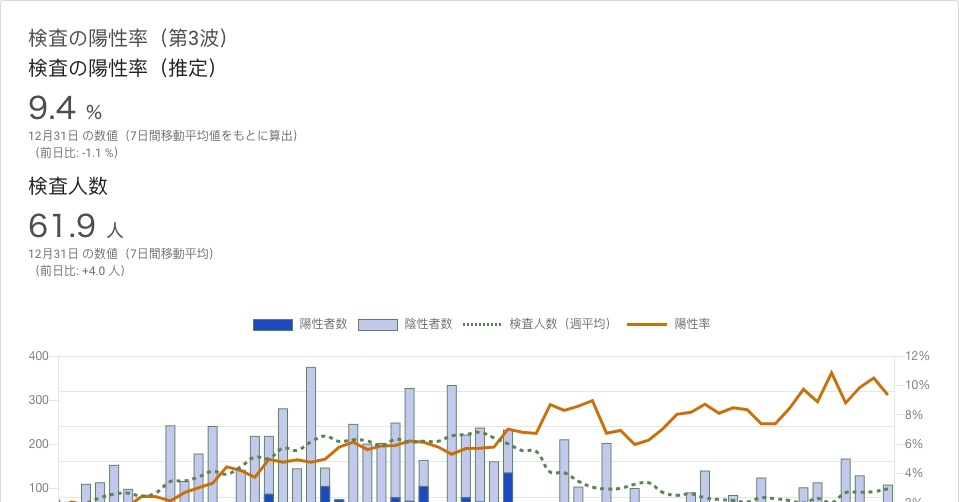 検査の陽性率（第3波）
検査の陽性率（推定）
9.4 %
12月31日 の数値（7日間移動平均値をもとに算出）
（前日比: -1.1 %）
検査人数
61.9 人
12月31日 の数値（7日間移動平均）
（前日比: +4.0 人）
陽性者数 陰性者数 検査人数（週平均） 陽性率
400 12%
10%
300
8%
200 6%
4%
100